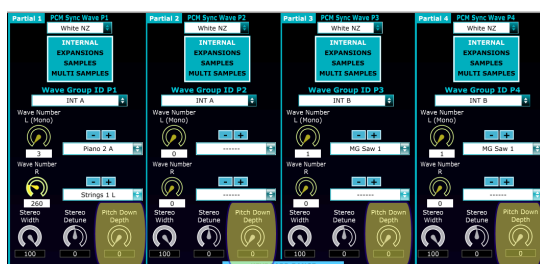 Partial 1 PCM Sync Wave P1
White NZ
INTERNAL
EXPANSIONS
SAMPLES
MULTI SAMPLES
Wave Group ID P1
INT A
Wave Number
L (Mono)
- +
3
Piano 2 A
Wave Number
R
- +
260
Strings 1 L
Stereo Width
Stereo Detune
Pitch Down Depth
100
0
0
Partial 2 PCM Sync Wave P2
White NZ
INTERNAL
EXPANSIONS
SAMPLES
MULTI SAMPLES
Wave Group ID P2
INT A
Wave Number
L (Mono)
- +
0
------
Wave Number
R
- +
0
------
Stereo Width
Stereo Detune
Pitch Down Depth
100
0
0
Partial 3 PCM Sync Wave P3
White NZ
INTERNAL
EXPANSIONS
SAMPLES
MULTI SAMPLES
Wave Group ID P3
INT B
Wave Number
L (Mono)
- +
1
MG Saw 1
Wave Number
R
- +
0
------
Stereo Width
Stereo Detune
Pitch Down Depth
100
0
0
Partial 4 PCM Sync Wave P4
White NZ
INTERNAL
EXPANSIONS
SAMPLES
MULTI SAMPLES
Wave Group ID P4
INT B
Wave Number
L (Mono)
- +
1
MG Saw 1
Wave Number
R
- +
0
------
Stereo Width
Stereo Detune
Pitch Down Depth
100
0
0